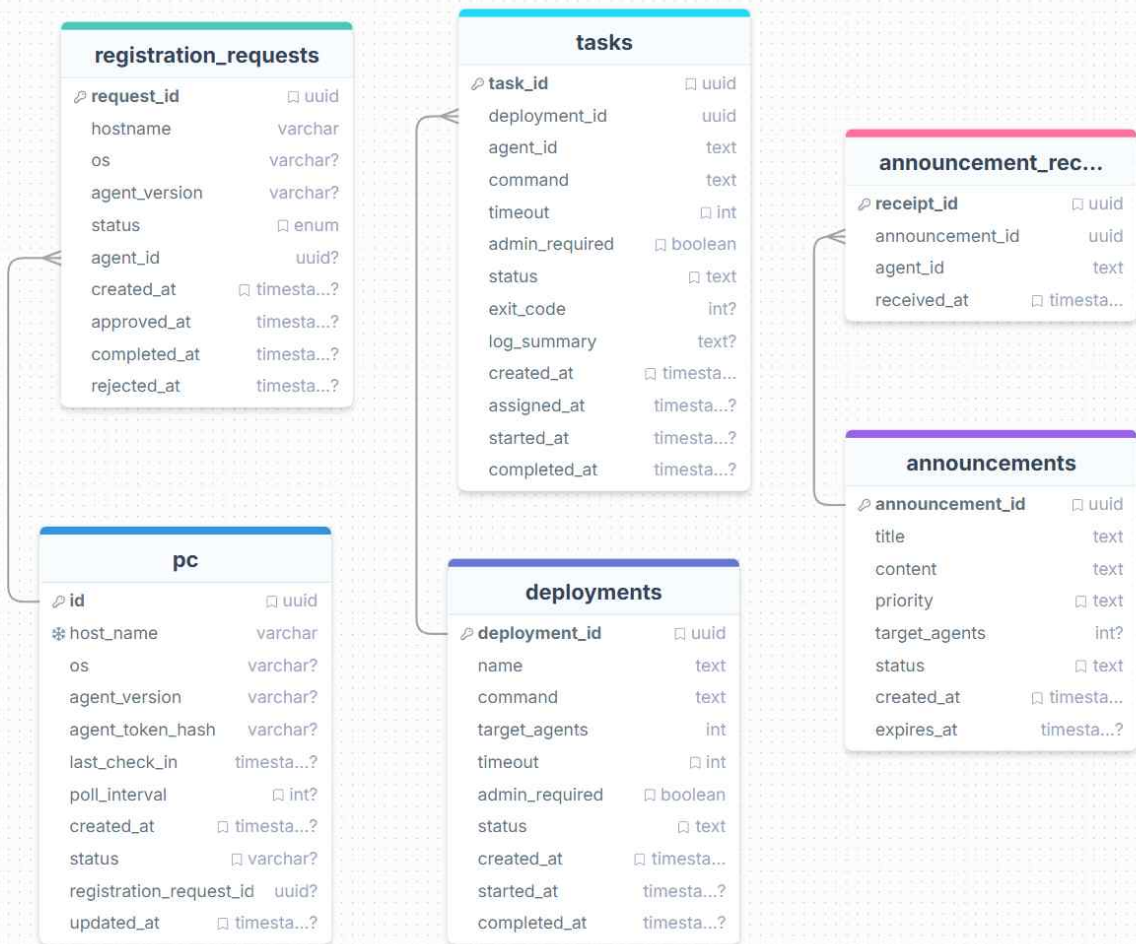 registration_requests
request_id uuid
hostname varchar
os varchar?
agent_version varchar?
status enum
agent_id uuid?
created_at timesta...?
approved_at timesta...?
completed_at timesta...?
rejected_at timesta...?
tasks
task_id uuid
deployment_id uuid
agent_id text
command text
timeout int
admin_required boolean
status text
exit_code int?
log_summary text?
created_at timesta...
assigned_at timesta...?
started_at timesta...?
completed_at timesta...?
announcement_rec...
receipt_id uuid
announcement_id uuid
agent_id text
received_at timesta...
pc
id uuid
host_name varchar
os varchar?
agent_version varchar?
agent_token_hash varchar?
last_check_in timesta...?
poll_interval int?
created_at timesta...?
status varchar?
registration_request_id uuid?
updated_at timesta...?
deployments
deployment_id uuid
name text
command text
target_agents int
timeout int
admin_required boolean
status text
created_at timesta...
started_at timesta...?
completed_at timesta...?
announcements
announcement_id uuid
title text
content text
priority text
target_agents int?
status text
created_at timesta...
expires_at timesta...?